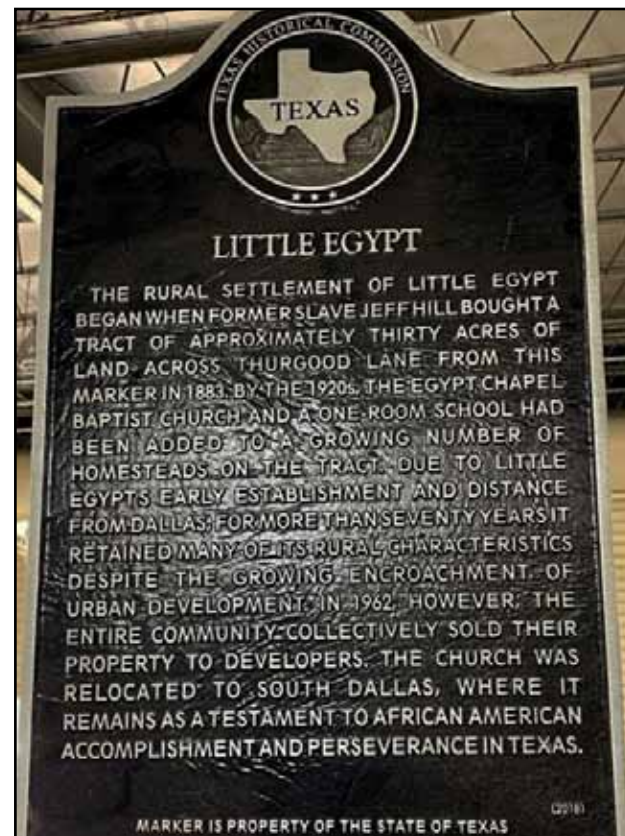 TEXAS HISTORICAL COMMISSION
TEXAS
LITTLE EGYPT
THE RURAL SETTLEMENT OF LITTLE EGYPT
BEGAN WHEN FORMER SLAVE JEFF HILL BOUGHT A
TRACT OF APPROXIMATELY THIRTY ACRES OF
LAND ACROSS THURGOOD LANE FROM THIS
MARKER IN 1883. BY THE 1920s, THE EGYPT CHAPEL
BAPTIST CHURCH AND A ONE-ROOM SCHOOL HAD
BEEN ADDED TO A GROWING NUMBER OF
HOMESTEADS ON THE TRACT. DUE TO LITTLE
EGYPTS EARLY ESTABLISHMENT AND DISTANCE
FROM DALLAS, FOR MORE THAN SEVENTY YEARS IT
RETAINED MANY OF ITS RURAL CHARACTERISTICS
DESPITE THE GROWING ENCROACHMENT OF
URBAN DEVELOPMENT. IN 1962, HOWEVER, THE
ENTIRE COMMUNITY COLLECTIVELY SOLD THEIR
PROPERTY TO DEVELOPERS. THE CHURCH WAS
RELOCATED TO SOUTH DALLAS, WHERE IT
REMAINS AS A TESTAMENT TO AFRICAN AMERICAN
ACCOMPLISHMENT AND PERSEVERANCE IN TEXAS.
(2018)
MARKER IS PROPERTY OF THE STATE OF TEXAS